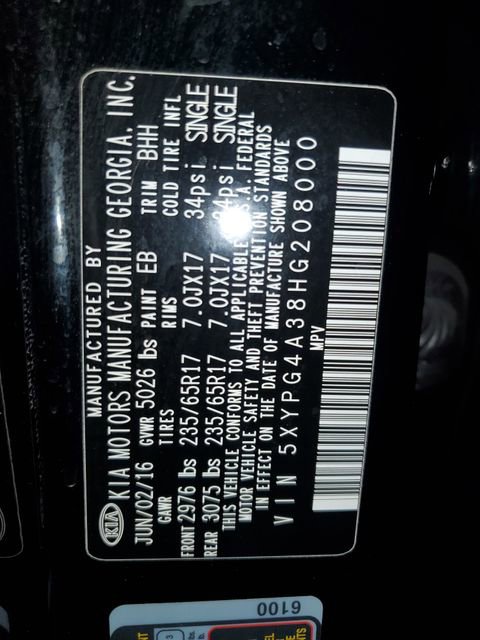 MANUFACTURED BY
KIA KIA MOTORS MANUFACTURING GEORGIA, INC.
JUN/02/16 GVWR 5026 lbs PAINT EB TRIM BHH
GAWR TIRES RIMS COLD TIRE INFL
FRONT 2976 lbs 235/65R17 7.0JX17 34psi SINGLE
REAR 3075 lbs 235/65R17 7.0JX17 34psi SINGLE
THIS VEHICLE CONFORMS TO ALL APPLICABLE U.S.A. FEDERAL
MOTOR VEHICLE SAFETY AND THEFT PREVENTION STANDARDS
IN EFFECT ON THE DATE OF MANUFACTURE SHOWN ABOVE
VIN 5XYPG4A38HG208000
MPV
6100